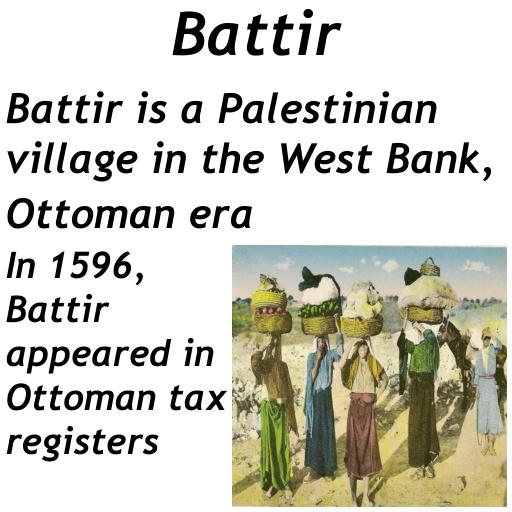 Battir
Battir is a Palestinian
village in the West Bank,
Ottoman era
In 1596,
Battir
appeared in
Ottoman tax
registers